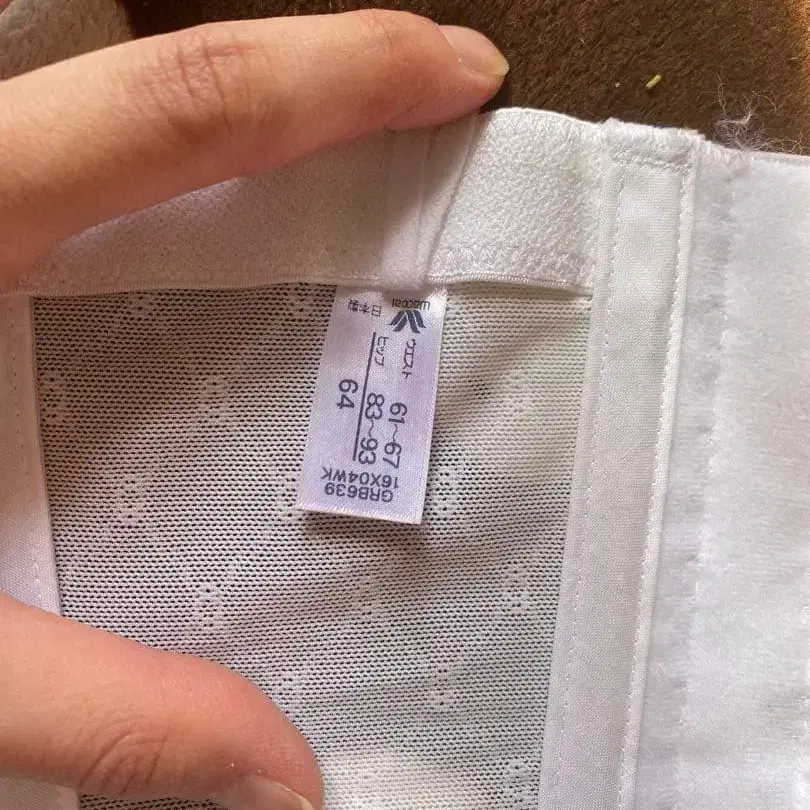 wacoal
日本製
ウエスト 61~67
ヒップ 83~93
64
GRB639
16X04WK